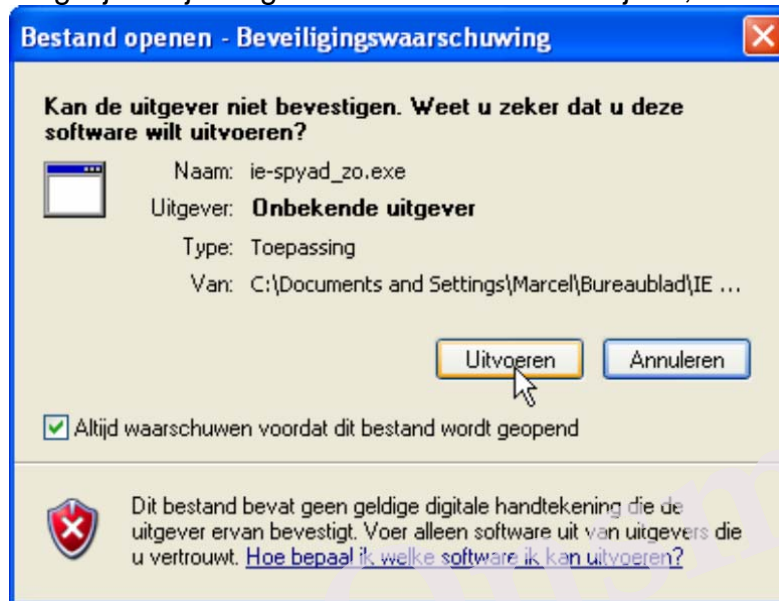 Bestand openen - Beveiligingswaarschuwing
Kan de uitgever niet bevestigen. Weet u zeker dat u deze
software wilt uitvoeren?
Naam: ie-spyad_zo.exe
Uitgever: Onbekende uitgever
Type: Toepassing
Van: C:\Documents and Settings\Marcel\Bureaublad\IE ...
Uitvoeren Annuleren
Altijd waarschuwen voordat dit bestand wordt geopend
Dit bestand bevat geen geldige digitale handtekening die de
uitgever ervan bevestigt. Voer alleen software uit van uitgevers die
u vertrouwt. Hoe bepaal ik welke software ik kan uitvoeren?